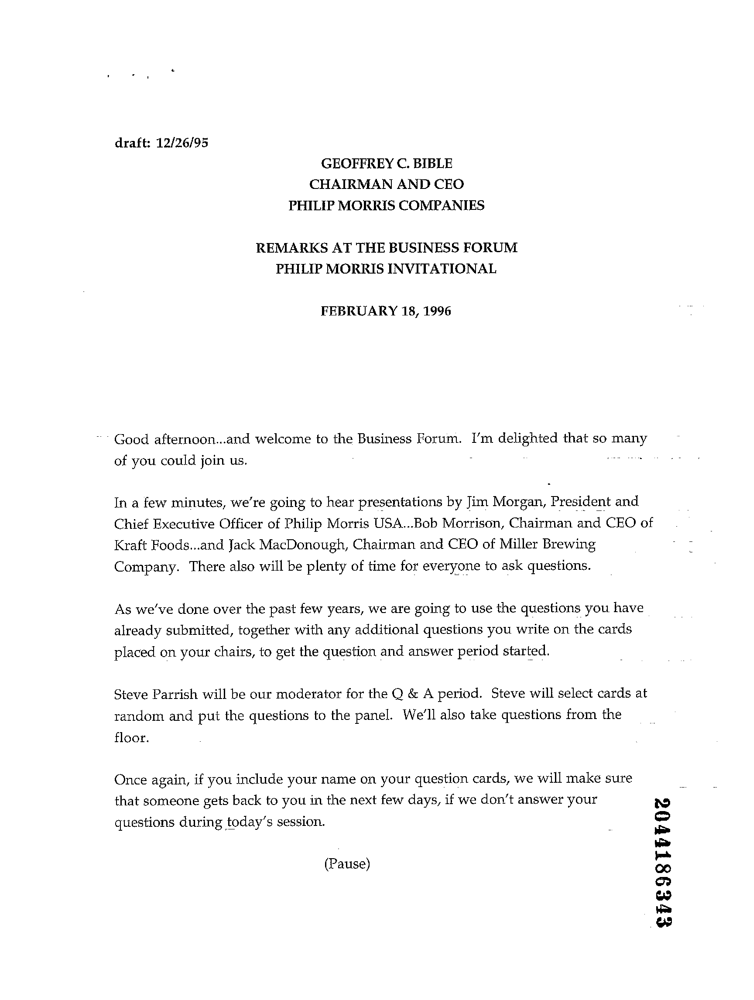 draft: 12/26/95
GEOFFREY C. BIBLE
CHAIRMAN AND CEO
PHILIP MORRIS COMPANIES
REMARKS AT THE BUSINESS FORUM
PHILIP MORRIS INVITATIONAL
FEBRUARY 18, 1996
Good afternoon...and welcome to the Business Forum. I'm delighted that so many
of you could join us.
In a few minutes, we're going to hear presentations by Jim Morgan, President and
Chief Executive Officer of Philip Morris USA...Bob Morrison, Chairman and CEO of
Kraft Foods...and Jack MacDonough, Chairman and CEO of Miller Brewing
Company. There also will be plenty of time for everyone to ask questions.
As we've done over the past few years, we are going to use the questions you have
already submitted, together with any additional questions you write on the cards
placed on your chairs, to get the question and answer period started.
Steve Parrish will be our moderator for the Q & A period. Steve will select cards at
random and put the questions to the panel. We'll also take questions from the
floor.
Once again, if you include your name on your question cards, we will make sure
that someone gets back to you in the next few days, if we don't answer your
questions during today's session.
(Pause)
2044186343